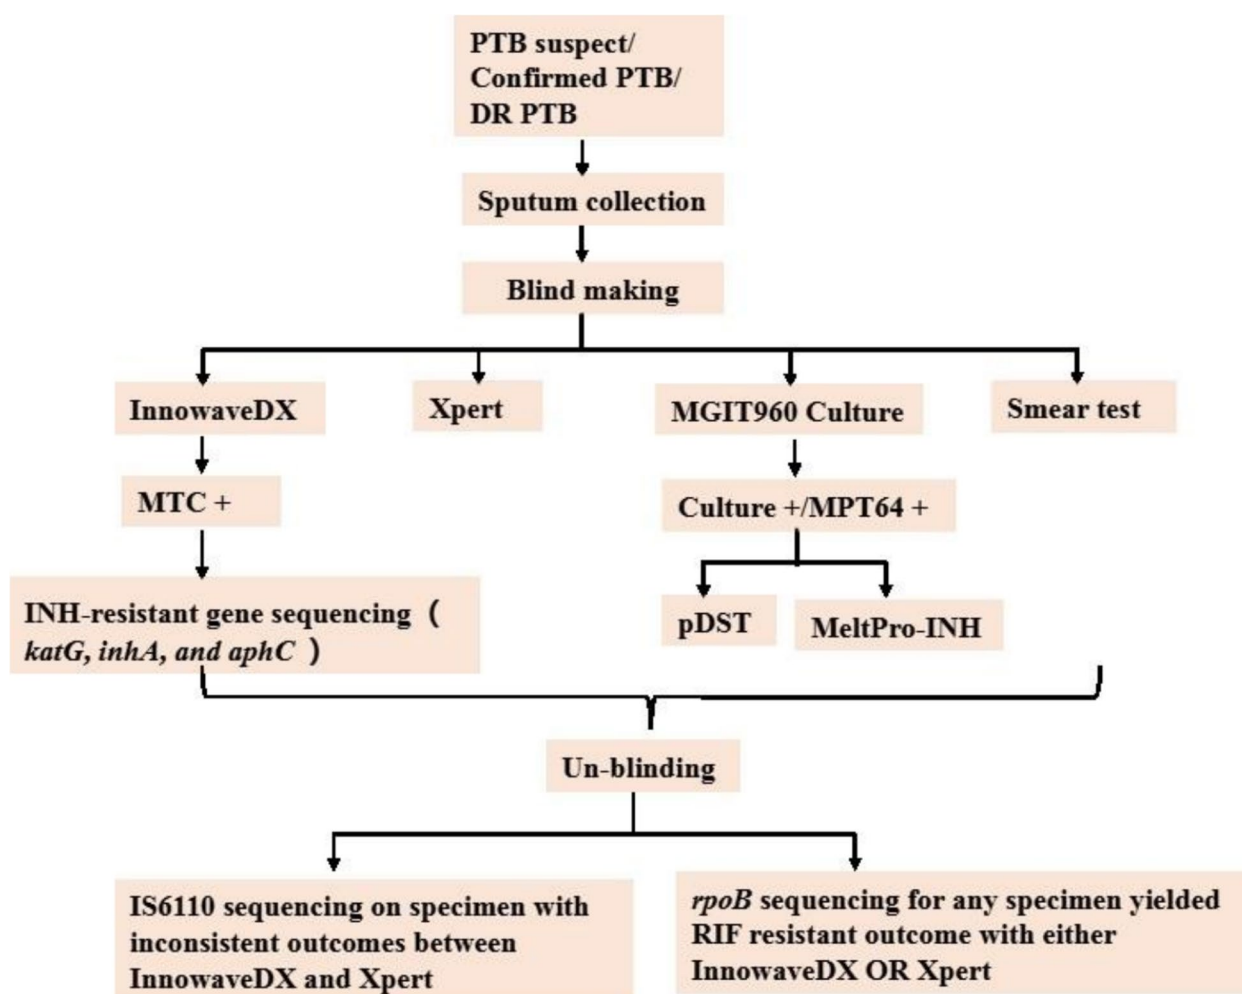 PTB suspect/
Confirmed PTB/
DR PTB
Sputum collection
Blind making
InnowaveDX
Xpert
MGIT960 Culture
Smear test
MTC +
Culture +/MPT64 +
INH-resistant gene sequencing（
katG, inhA, and aphC ）
pDST
MeltPro-INH
Un-blinding
IS6110 sequencing on specimen with
inconsistent outcomes between
InnowaveDX and Xpert
rpoB sequencing for any specimen yielded
RIF resistant outcome with either
InnowaveDX OR Xpert